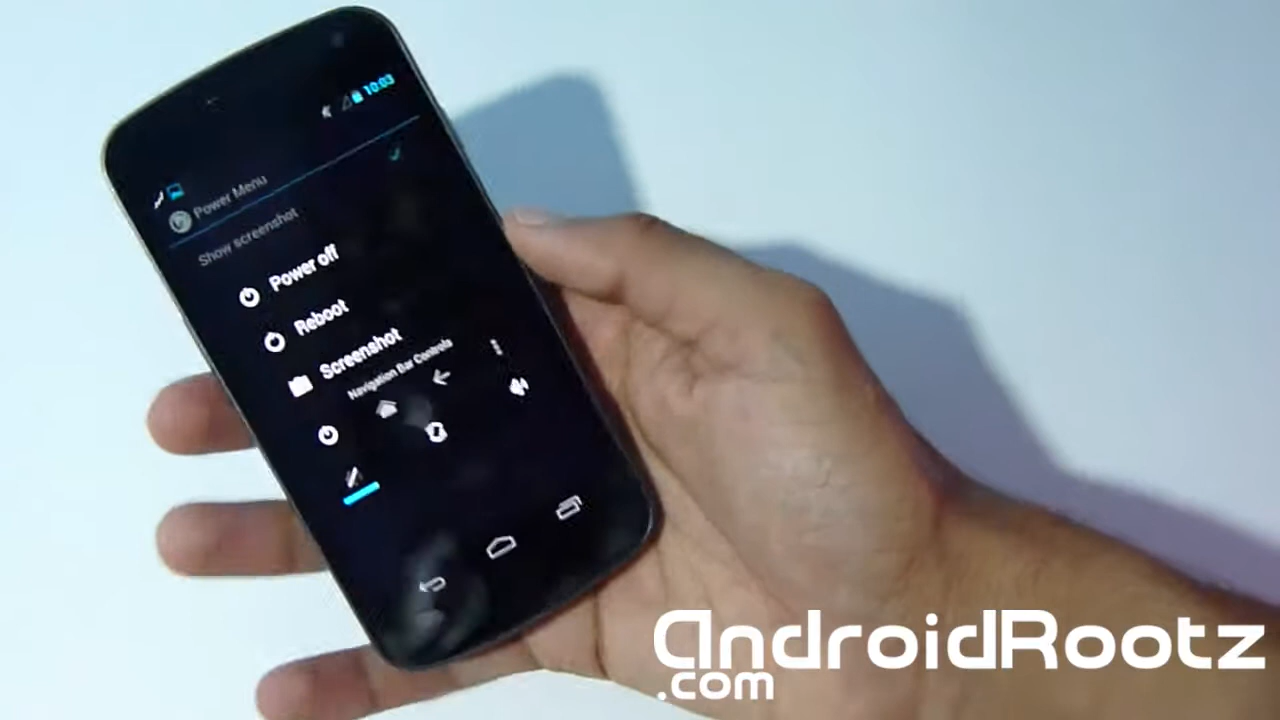 10:03
Power Menu
Show screenshot
Power off
Reboot
Screenshot
Navigation Bar Controls
AndroidRootz
.com